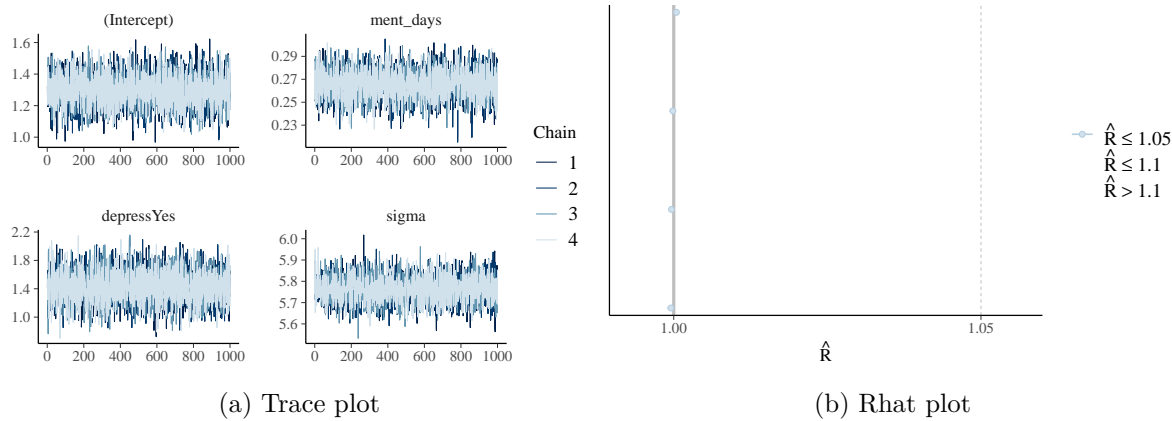 (Intercept)
1.6
1.4
1.2
1.0
0 200 400 600 800 1000
ment_days
0.29
0.27
0.25
0.23
0 200 400 600 800 1000
depressYes
2.2
1.8
1.4
1.0
0 200 400 600 800 1000
sigma
6.0
5.9
5.8
5.7
5.6
0 200 400 600 800 1000
Chain
1
2
3
4
(a) Trace plot
1.00 1.05
R̂
R̂ ≤ 1.05
R̂ ≤ 1.1
R̂ > 1.1
(b) Rhat plot